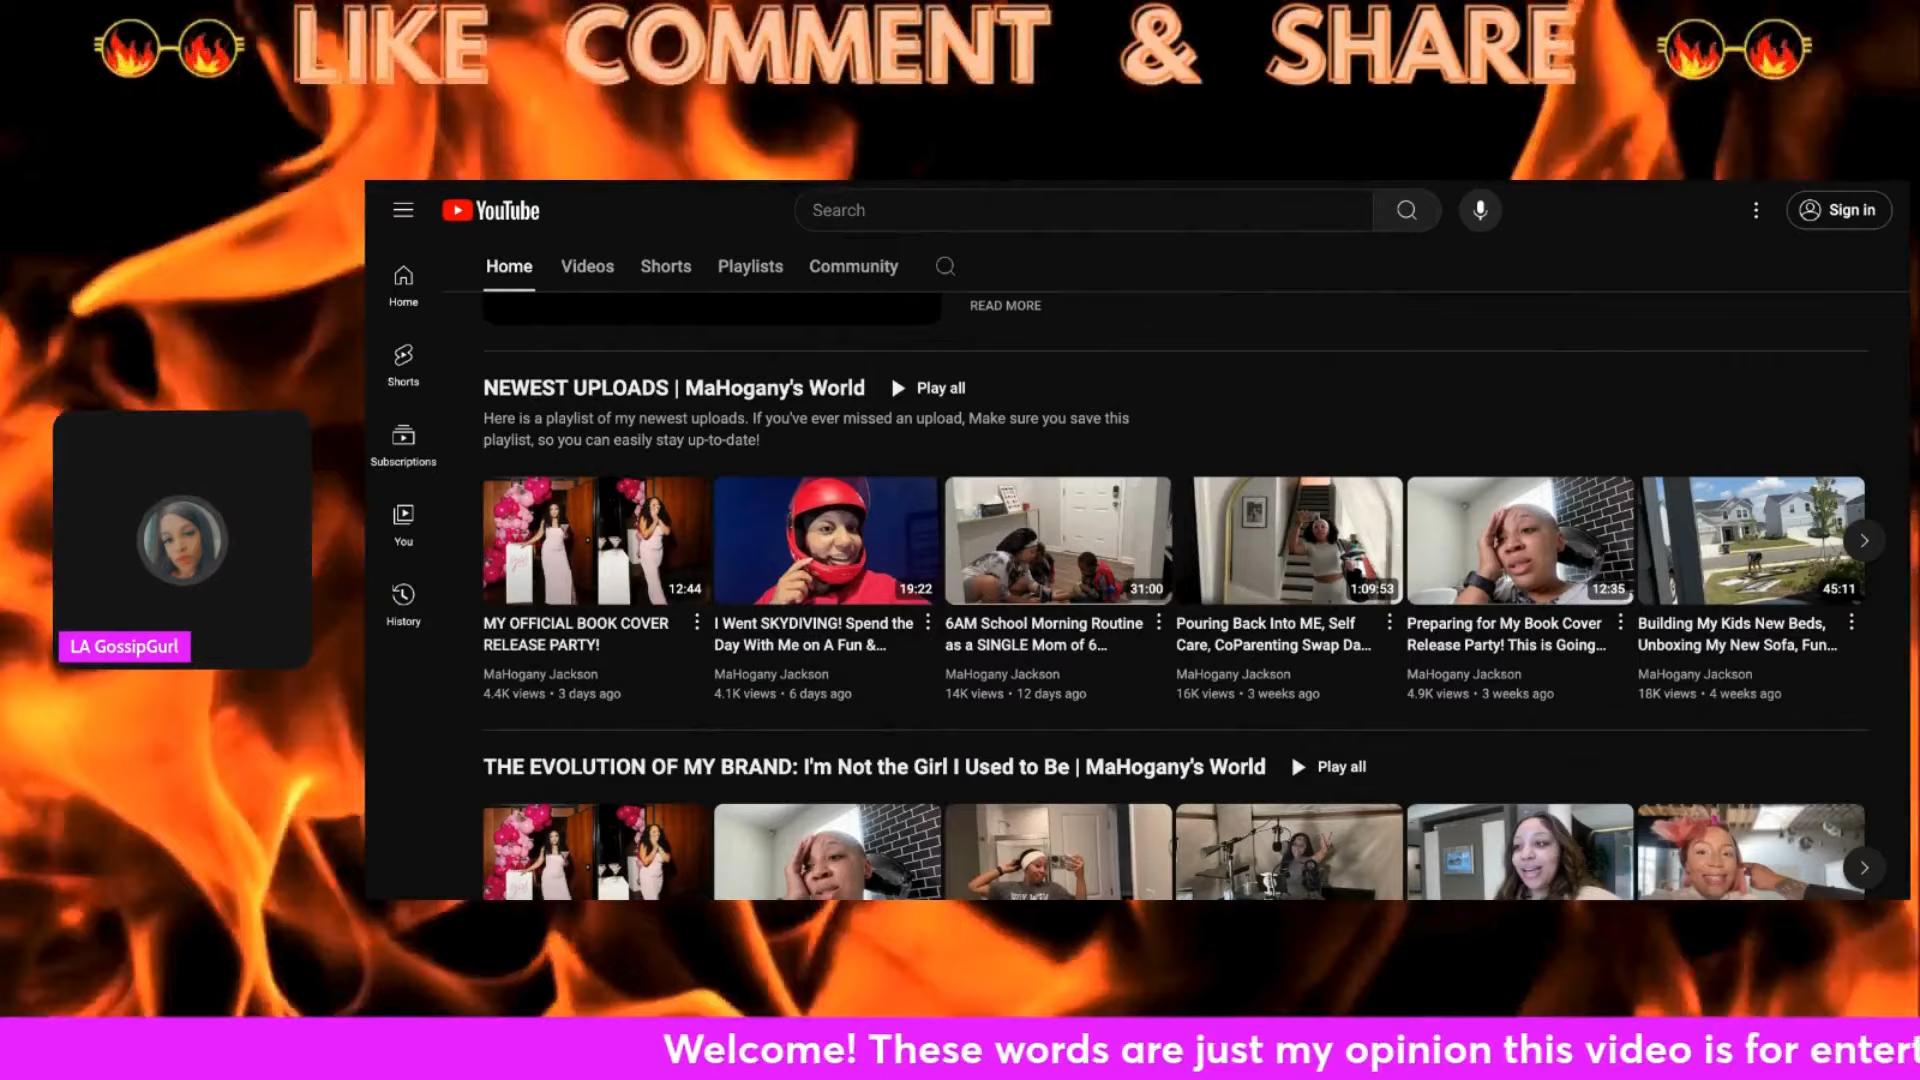 LIKE COMMENT & SHARE
YouTube
Search
Sign in
Home
Videos
Shorts
Playlists
Community
Home
Shorts
Subscriptions
You
History
READ MORE
NEWEST UPLOADS | MaHogany's World
Play all
Here is a playlist of my newest uploads. If you've ever missed an upload, Make sure you save this
playlist, so you can easily stay up-to-date!
12:44
19:22
31:00
1:09:53
12:35
45:11
MY OFFICIAL BOOK COVER
RELEASE PARTY!
MaHogany Jackson
4.4K views • 3 days ago
I Went SKYDIVING! Spend the
Day With Me on A Fun &...
MaHogany Jackson
4.1K views • 6 days ago
6AM School Morning Routine
as a SINGLE Mom of 6...
MaHogany Jackson
14K views • 12 days ago
Pouring Back Into ME, Self
Care, CoParenting Swap Da...
MaHogany Jackson
16K views • 3 weeks ago
Preparing for My Book Cover
Release Party! This is Going...
MaHogany Jackson
4.9K views • 3 weeks ago
Building My Kids New Beds,
Unboxing My New Sofa, Fun...
MaHogany Jackson
18K views • 4 weeks ago
THE EVOLUTION OF MY BRAND: I'm Not the Girl I Used to Be | MaHogany's World
Play all
LA GossipGurl
Welcome! These words are just my opinion this video is for entert